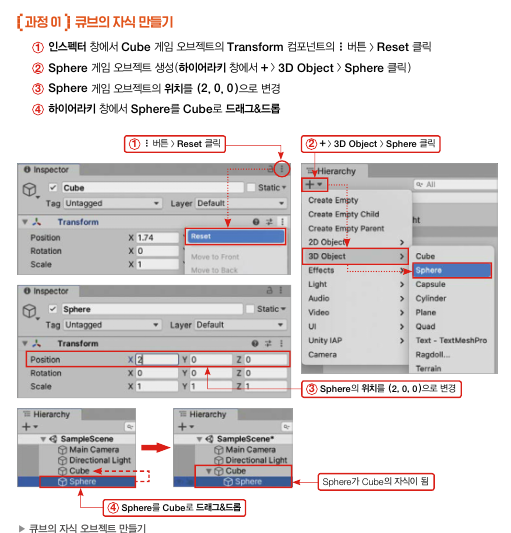 [과정 01] 큐브의 자식 만들기
① 인스펙터 창에서 Cube 게임 오브젝트의 Transform 컴포넌트의 ⋮ 버튼 > Reset 클릭
② Sphere 게임 오브젝트 생성(하이어라키 창에서 + > 3D Object > Sphere 클릭)
③ Sphere 게임 오브젝트의 위치를 (2, 0, 0)으로 변경
④ 하이어라키 창에서 Sphere를 Cube로 드래그&드롭
① ⋮ 버튼 > Reset 클릭
Inspector
Cube
Static
Tag Untagged Layer Default
Transform
Position X 1.74
Rotation X 0
Scale X 1
Reset
Move to Front
Move to Back
② + > 3D Object > Sphere 클릭
Hierarchy
+
All
ht
Create Empty
Create Empty Child
Create Empty Parent
2D Object
3D Object
Effects
Light
Audio
Video
UI
Unity IAP
Camera
Cube
Sphere
Capsule
Cylinder
Plane
Quad
Text - TextMeshPro
Ragdoll...
Terrain
Inspector
Sphere
Static
Tag Untagged Layer Default
Transform
Position X 2 Y 0 Z 0
Rotation X 0 Y 0 Z 0
Scale X 1 Y 1 Z 1
③ Sphere의 위치를 (2, 0, 0)으로 변경
Hierarchy
+
SampleScene
Main Camera
Directional Light
Cube
Sphere
Hierarchy
+
SampleScene*
Main Camera
Directional Light
Cube
Sphere
Sphere가 Cube의 자식이 됨
④ Sphere를 Cube로 드래그&드롭
▶ 큐브의 자식 오브젝트 만들기